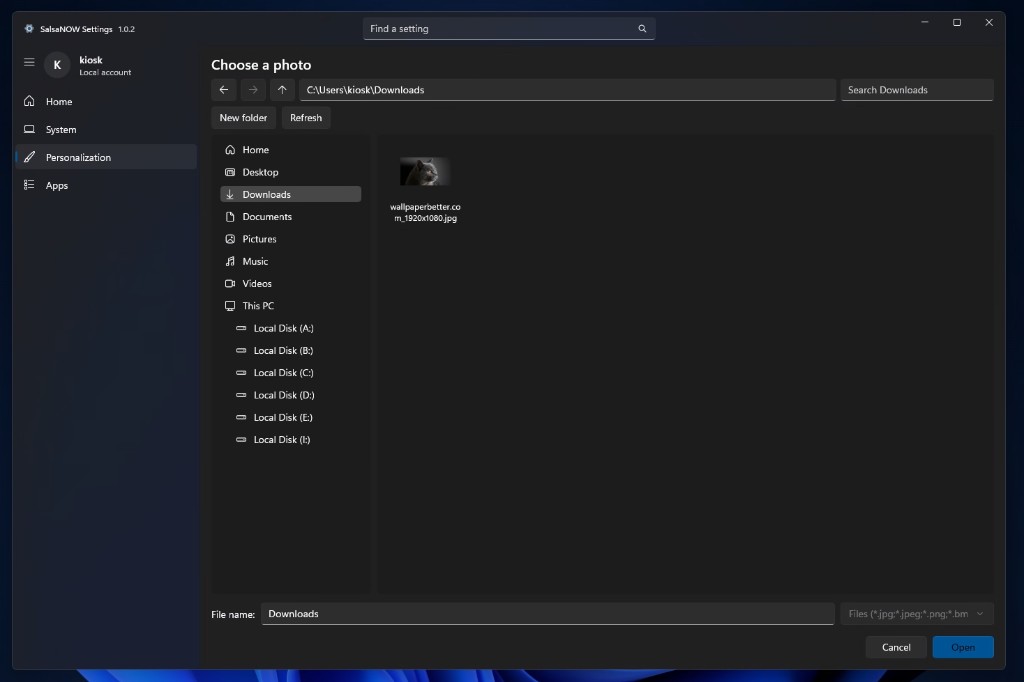 SalsaNOW Settings 1.0.2
Find a setting
K
kiosk
Local account
Home
System
Personalization
Apps
Choose a photo
C:\Users\kiosk\Downloads
Search Downloads
New folder
Refresh
Home
Desktop
Downloads
Documents
Pictures
Music
Videos
This PC
Local Disk (A:)
Local Disk (B:)
Local Disk (C:)
Local Disk (D:)
Local Disk (E:)
Local Disk (I:)
wallpaperbetter.co
m_1920x1080.jpg
File name:
Downloads
Files (*.jpg;*.jpeg;*.png;*.bm
Cancel
Open